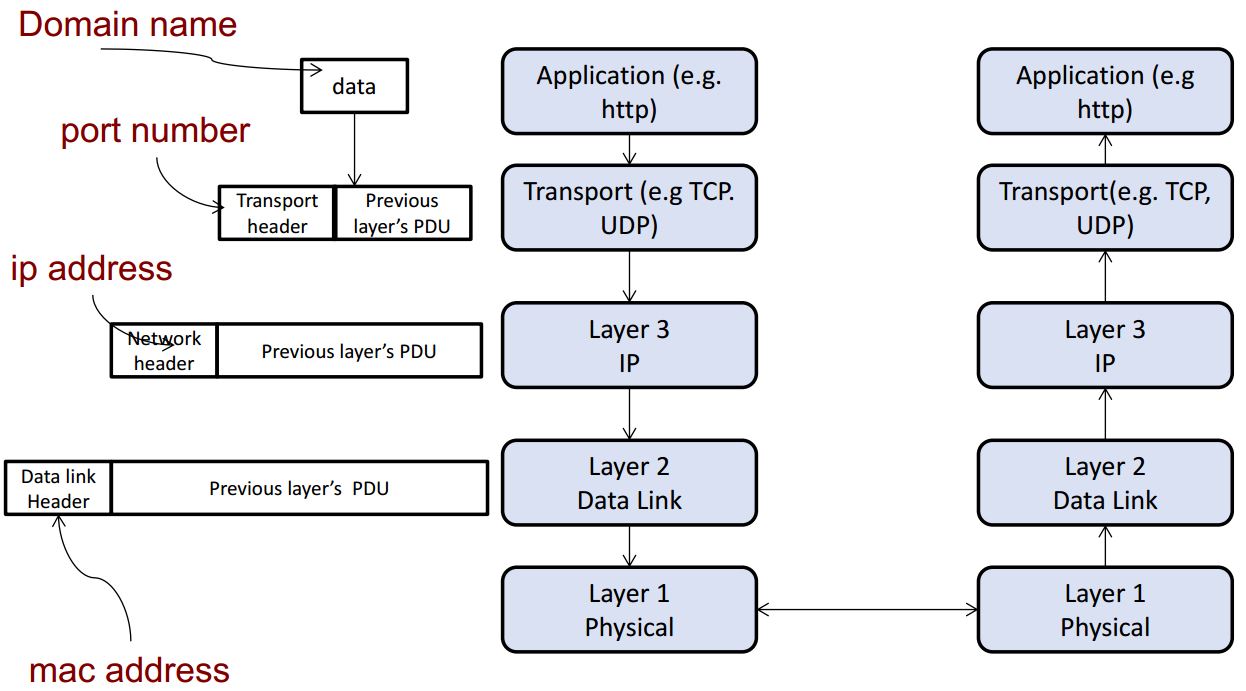 Domain name
data
port number
Transport
header
Previous
layer's PDU
ip address
Network
header
Previous layer's PDU
Data link
Header
Previous layer's  PDU
mac address
Application (e.g.
http)
Transport (e.g TCP.
UDP)
Layer 3
IP
Layer 2
Data Link
Layer 1
Physical
Application (e.g
http)
Transport(e.g. TCP,
UDP)
Layer 3
IP
Layer 2
Data Link
Layer 1
Physical